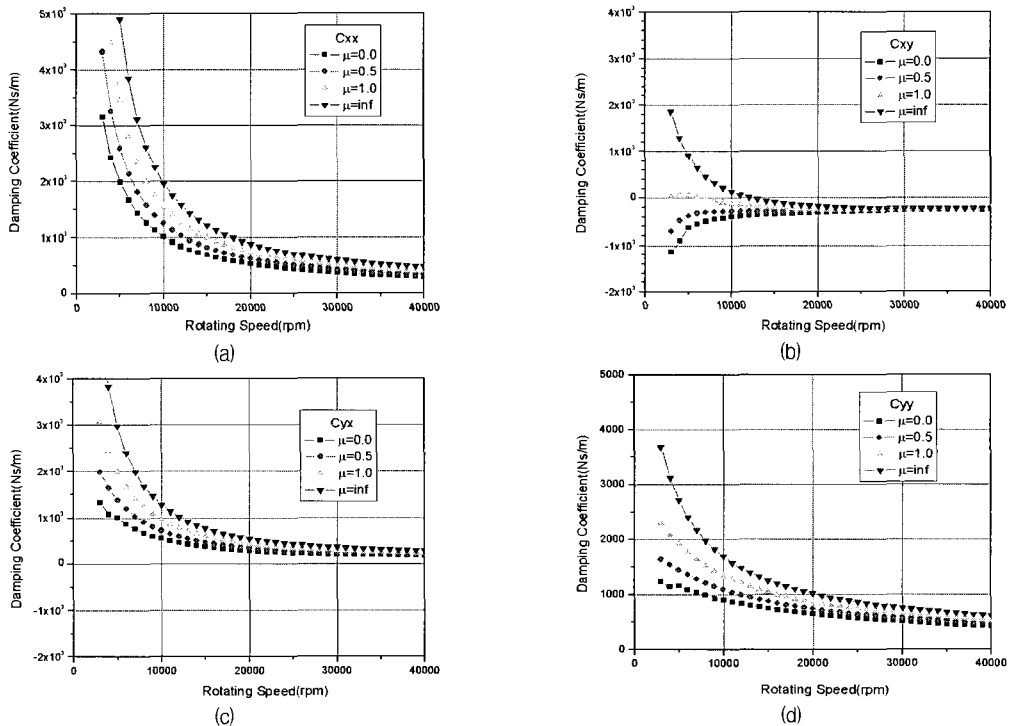 5x10³
4x10³
3x10³
2x10³
1x10³
0
Damping Coefficient(Ns/m)
Cxx
μ=0.0
μ=0.5
μ=1.0
μ=inf
0 10000 20000 30000 40000
Rotating Speed(rpm)
(a)
4x10³
3x10³
2x10³
1x10³
0
-1x10³
-2x10³
Damping Coefficient(Ns/m)
Cxy
μ=0.0
μ=0.5
μ=1.0
μ=inf
0 10000 20000 30000 40000
Rotating Speed(rpm)
(b)
4x10³
3x10³
2x10³
1x10³
0
-1x10³
-2x10³
Damping Coefficient(Ns/m)
Cyx
μ=0.0
μ=0.5
μ=1.0
μ=inf
0 10000 20000 30000 40000
Rotating Speed(rpm)
(c)
5000
4000
3000
2000
1000
0
Damping Coefficient(Ns/m)
Cyy
μ=0.0
μ=0.5
μ=1.0
μ=inf
0 10000 20000 30000 40000
Rotating Speed(rpm)
(d)